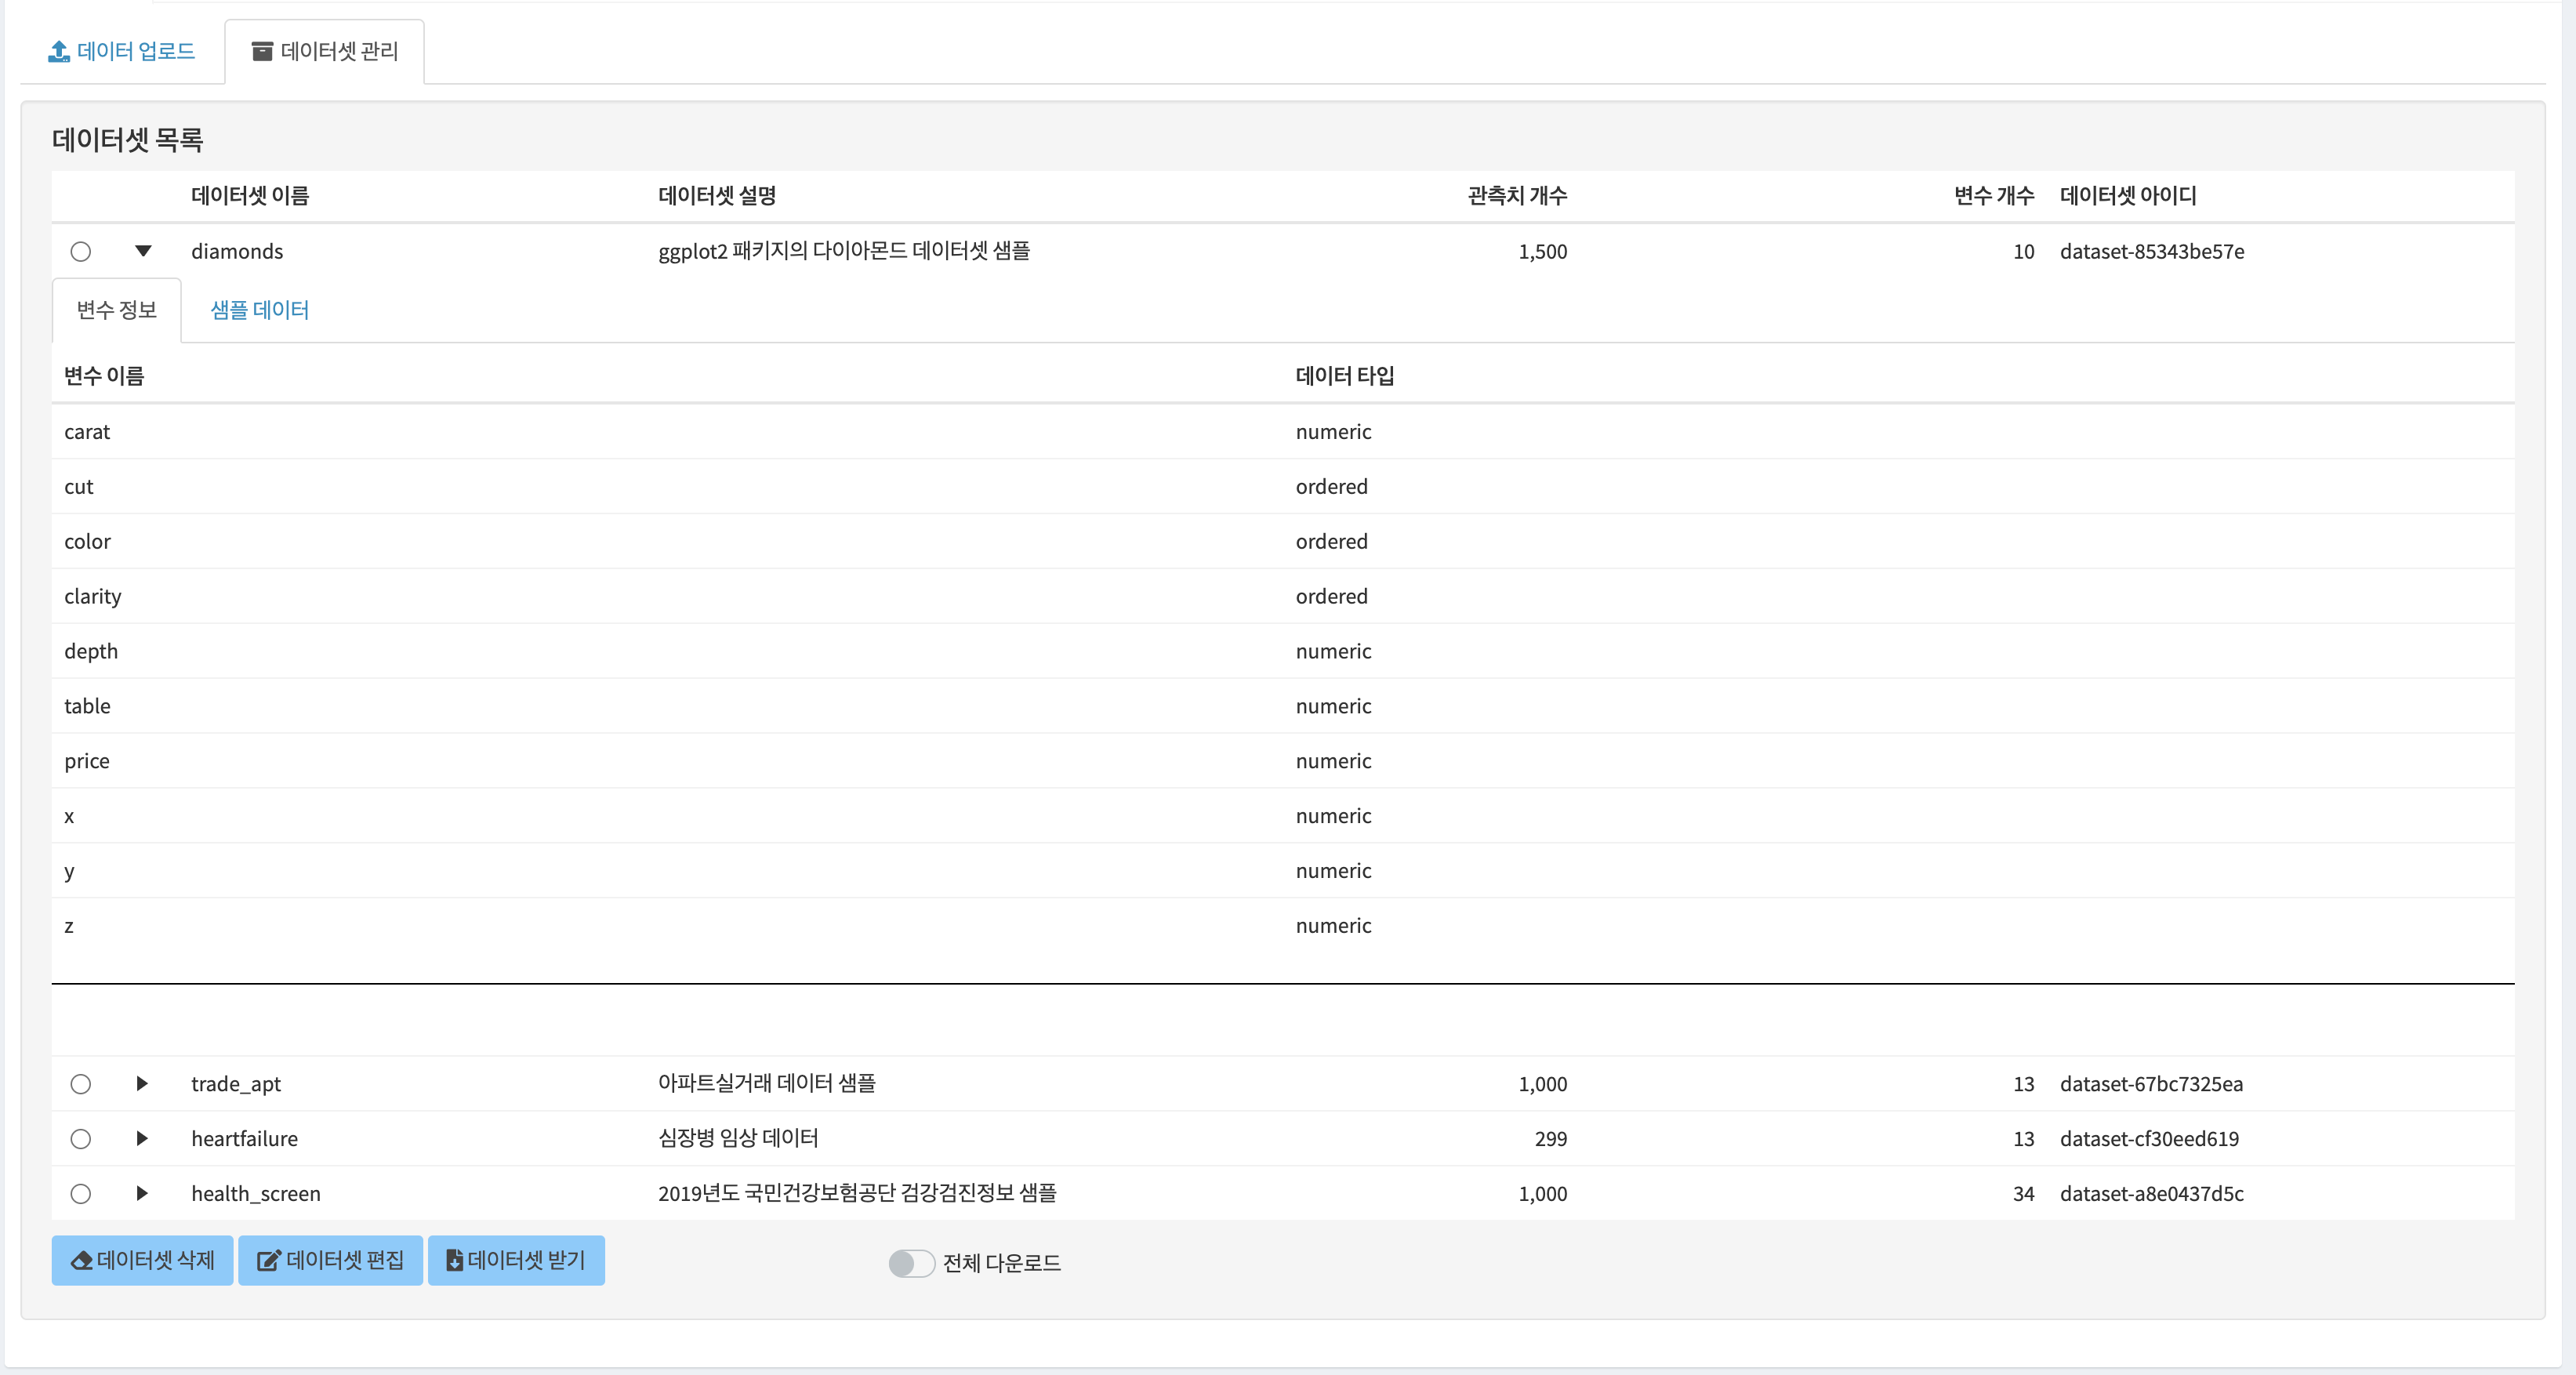 데이터 업로드 데이터셋 관리
데이터셋 목록
데이터셋 이름 데이터셋 설명 관측치 개수 변수 개수 데이터셋 아이디
diamonds ggplot2 패키지의 다이아몬드 데이터셋 샘플 1,500 10 dataset-85343be57e
변수 정보 샘플 데이터
변수 이름 데이터 타입
carat numeric
cut ordered
color ordered
clarity ordered
depth numeric
table numeric
price numeric
x numeric
y numeric
z numeric
trade_apt 아파트실거래 데이터 샘플 1,000 13 dataset-67bc7325ea
heartfailure 심장병 임상 데이터 299 13 dataset-cf30eed619
health_screen 2019년도 국민건강보험공단 검강검진정보 샘플 1,000 34 dataset-a8e0437d5c
데이터셋 삭제 데이터셋 편집 데이터셋 받기 전체 다운로드